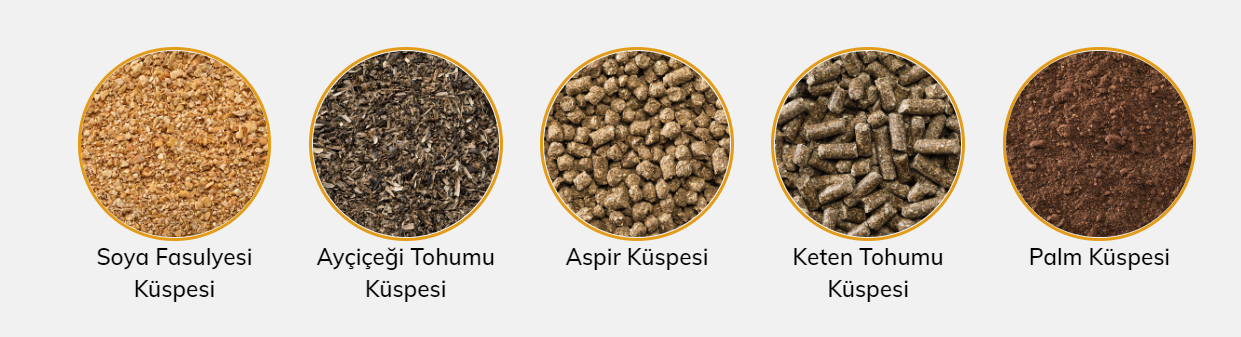 Soya Fasulyesi
Küspesi
Ayçiçeği Tohumu
Küspesi
Aspir Küspesi
Keten Tohumu
Küspesi
Palm Küspesi